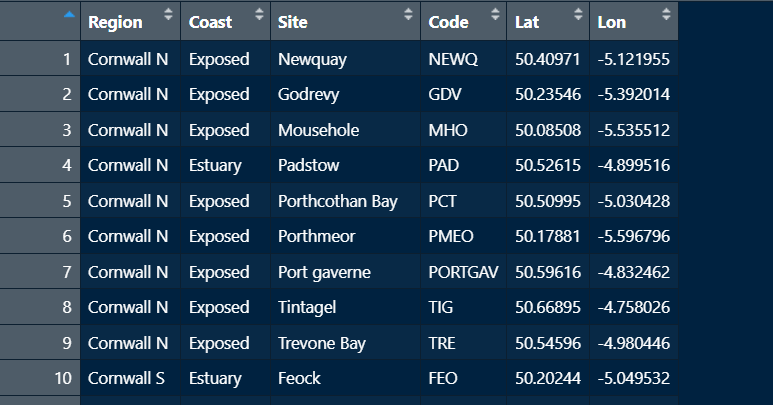 Region Coast Site Code Lat Lon
1 Cornwall N Exposed Newquay NEWQ 50.40971 -5.121955
2 Cornwall N Exposed Godrevy GDV 50.23546 -5.392014
3 Cornwall N Exposed Mousehole MHO 50.08508 -5.535512
4 Cornwall N Estuary Padstow PAD 50.52615 -4.899516
5 Cornwall N Exposed Porthcothan Bay PCT 50.50995 -5.030428
6 Cornwall N Exposed Porthmeor PMEO 50.17881 -5.596796
7 Cornwall N Exposed Port gaverne PORTGAV 50.59616 -4.832462
8 Cornwall N Exposed Tintagel TIG 50.66895 -4.758026
9 Cornwall N Exposed Trevone Bay TRE 50.54596 -4.980446
10 Cornwall S Estuary Feock FEO 50.20244 -5.049532